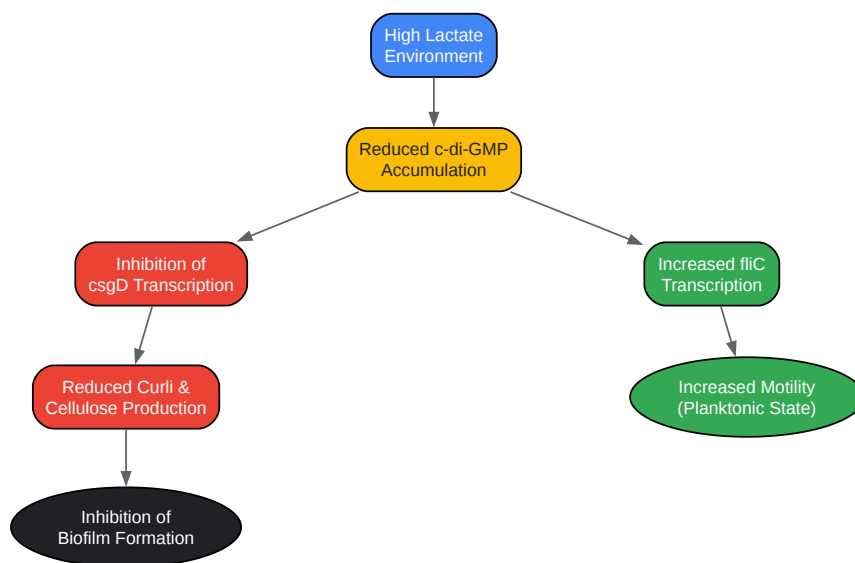 High Lactate
Environment
Reduced c-di-GMP
Accumulation
Inhibition of
csgD Transcription
Increased fliC
Transcription
Reduced Curli &
Cellulose Production
Increased Motility
(Planktonic State)
Inhibition of
Biofilm Formation